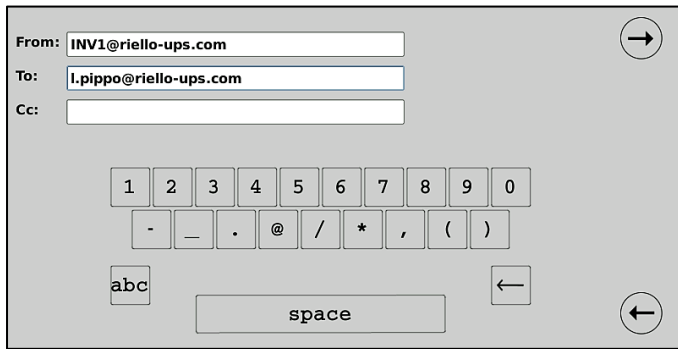 From: INV1@riello-ups.com
To: l.pippo@riello-ups.com
Cc:
1 2 3 4 5 6 7 8 9 0
- _ . @ / * , ( )
abc ←
space